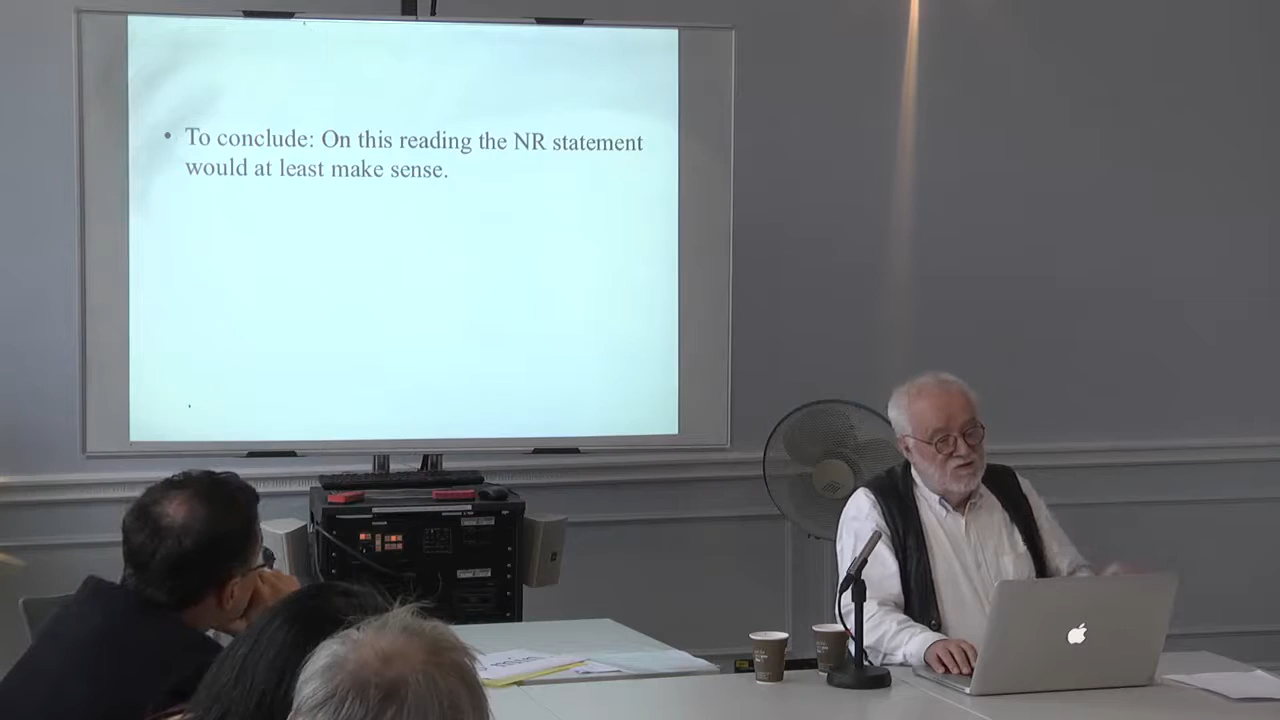 • To conclude: On this reading the NR statement
would at least make sense.